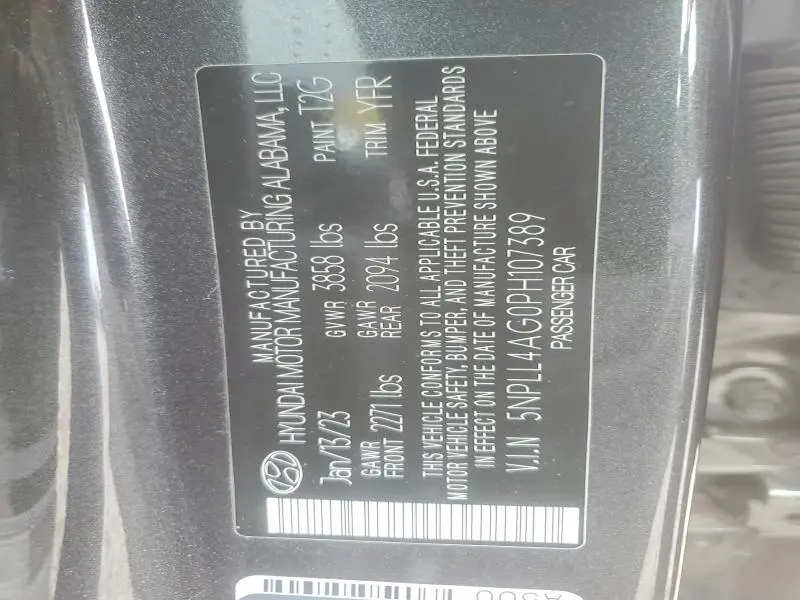 MANUFACTURED BY
HYUNDAI MOTOR MANUFACTURING ALABAMA, LLC
Jan/13/23 GVWR 3858 lbs PAINT T2G
GAWR FRONT 2271 lbs GAWR REAR 2094 lbs TRIM YFR
THIS VEHICLE CONFORMS TO ALL APPLICABLE U.S.A. FEDERAL
MOTOR VEHICLE SAFETY, BUMPER, AND THEFT PREVENTION STANDARDS
IN EFFECT ON THE DATE OF MANUFACTURE SHOWN ABOVE
V.I.N 5NPLL4AG0PH107389
PASSENGER CAR